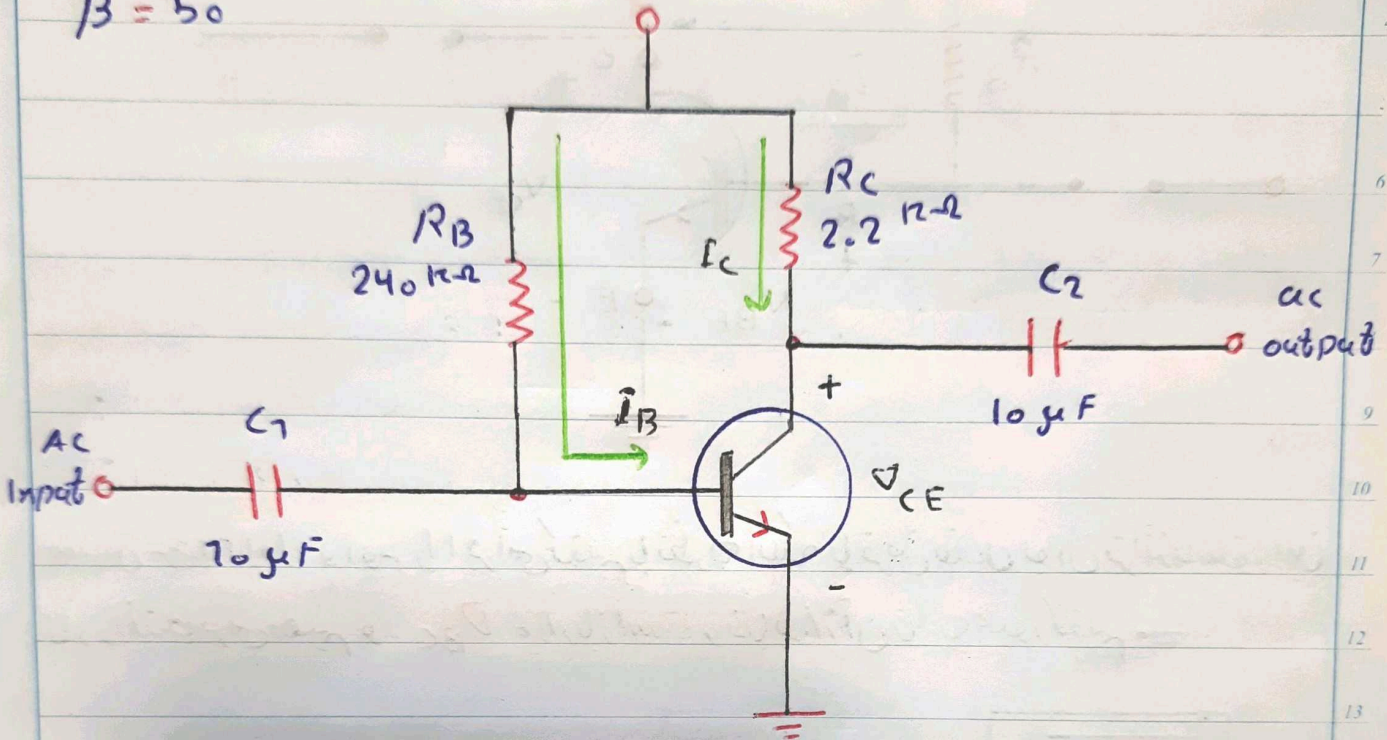 β = 50
RC
2.2 kΩ
RB
240 kΩ
IC
C2
ac
output
+
10 μF
IB
C1
AC
Input
VCE
10 μF
-
6
7
9
10
11
12
13